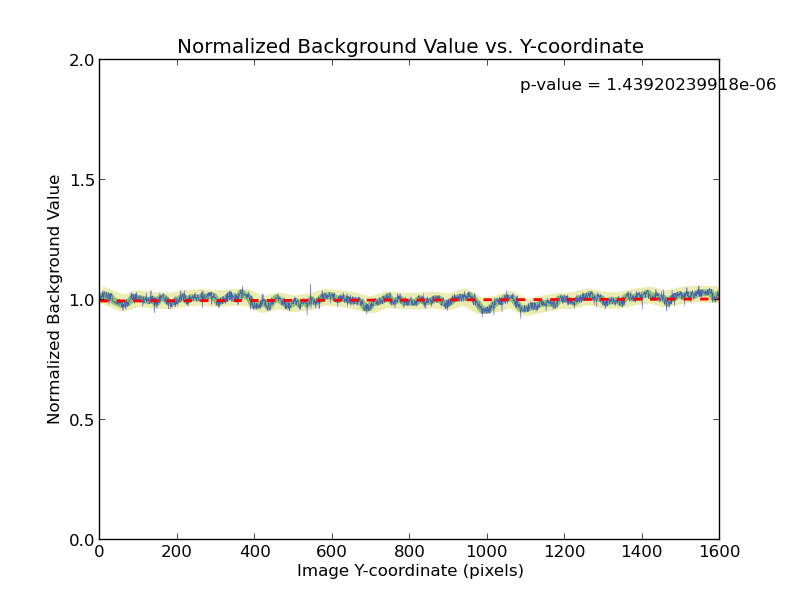 Normalized Background Value vs. Y-coordinate
p-value = 1.43920239918e-06
2.0
1.5
1.0
0.5
0.0
Normalized Background Value
0 200 400 600 800 1000 1200 1400 1600
Image Y-coordinate (pixels)